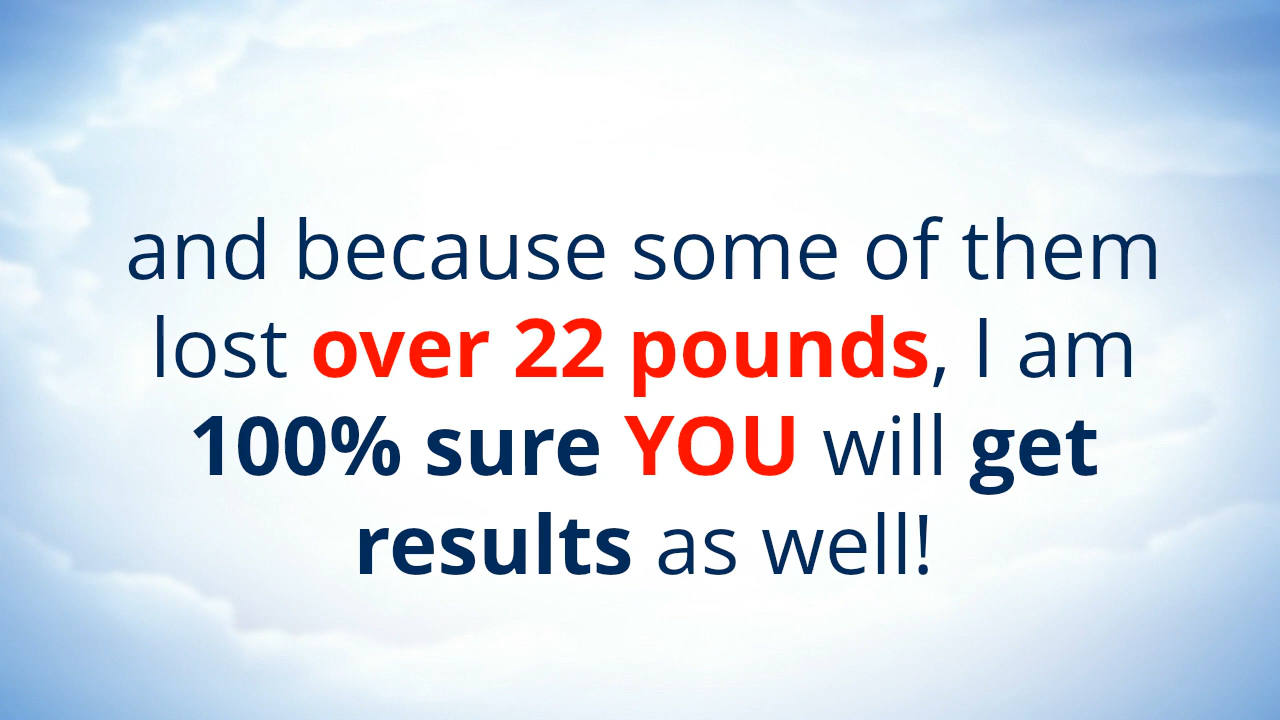 and because some of them
lost over 22 pounds, I am
100% sure YOU will get
results as well!